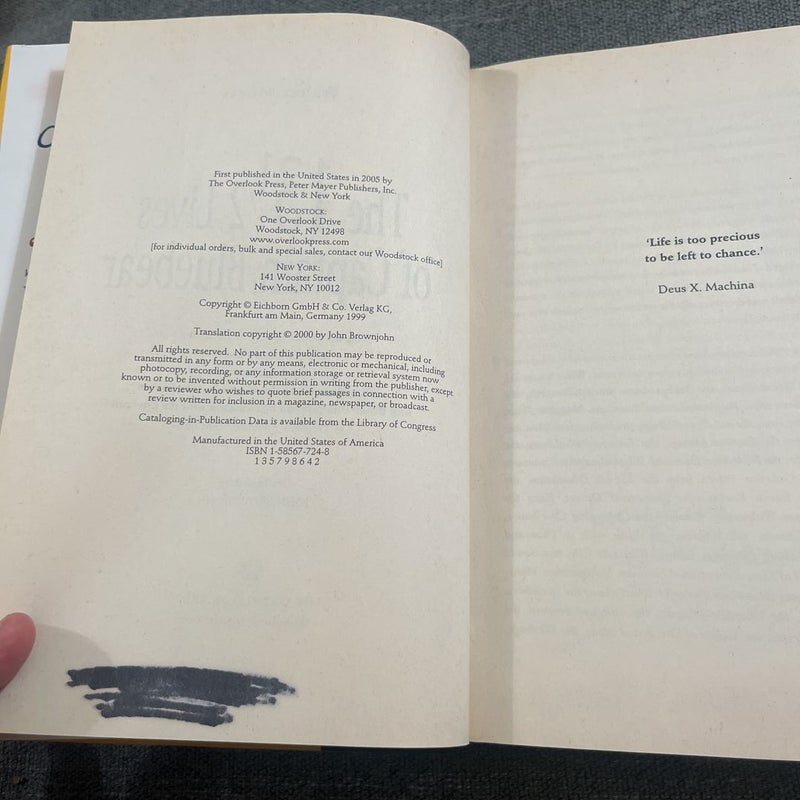 First published in the United States in 2005 by
The Overlook Press, Peter Mayer Publishers, Inc.
Woodstock & New York
WOODSTOCK:
One Overlook Drive
Woodstock, NY 12498
www.overlookpress.com
[for individual orders, bulk and special sales, contact our Woodstock office]
NEW YORK:
141 Wooster Street
New York, NY 10012
Copyright © Eichborn GmbH & Co. Verlag KG,
Frankfurt am Main, Germany 1999
Translation copyright © 2000 by John Brownjohn
All rights reserved. No part of this publication may be reproduced or
transmitted in any form or by any means, electronic or mechanical, including
photocopy, recording, or any information storage or retrieval system now
known or to be invented without permission in writing from the publisher, except
by a reviewer who wishes to quote brief passages in connection with a
review written for inclusion in a magazine, newspaper, or broadcast.
Cataloging-in-Publication Data is available from the Library of Congress
Manufactured in the United States of America
ISBN 1-58567-724-8
1 3 5 7 9 8 6 4 2
'Life is too precious
to be left to chance.'
Deus X. Machina